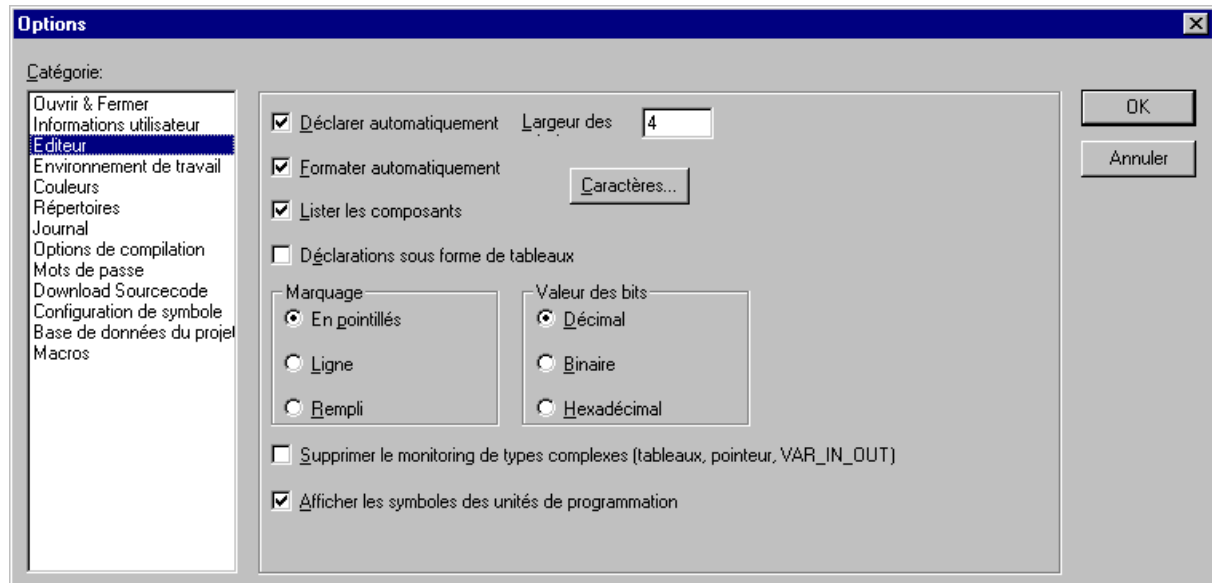 Options
Catégorie:
Ouvrir & Fermer
Informations utilisateur
Editeur
Environnement de travail
Couleurs
Répertoires
Journal
Options de compilation
Mots de passe
Download Sourcecode
Configuration de symbole
Base de données du projet
Macros
Déclarer automatiquement
Largeur des
4
Formater automatiquement
Caractères...
Lister les composants
Déclarations sous forme de tableaux
Marquage
En pointillés
Ligne
Rempli
Valeur des bits
Décimal
Binaire
Hexadécimal
Supprimer le monitoring de types complexes (tableaux, pointeur, VAR_IN_OUT)
Afficher les symboles des unités de programmation
OK
Annuler